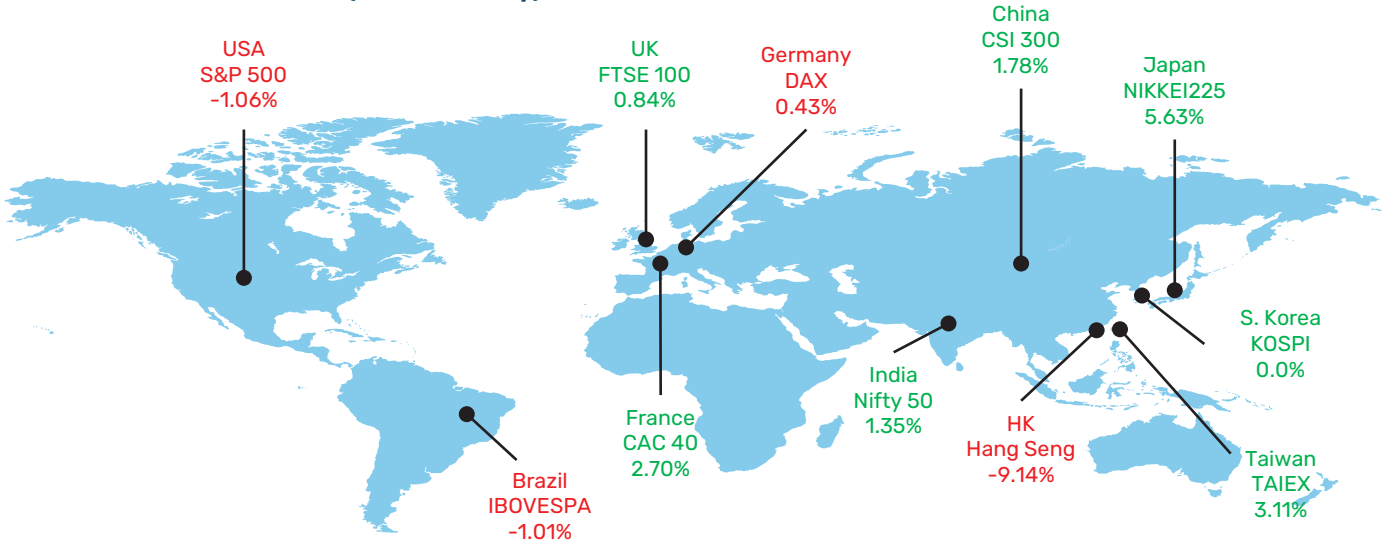 USA
S&P 500
-1.06%
UK
FTSE 100
0.84%
Germany
DAX
0.43%
China
CSI 300
1.78%
Japan
NIKKEI225
5.63%
S. Korea
KOSPI
0.0%
India
Nifty 50
1.35%
France
CAC 40
2.70%
HK
Hang Seng
-9.14%
Taiwan
TAIEX
3.11%
Brazil
IBOVESPA
-1.01%